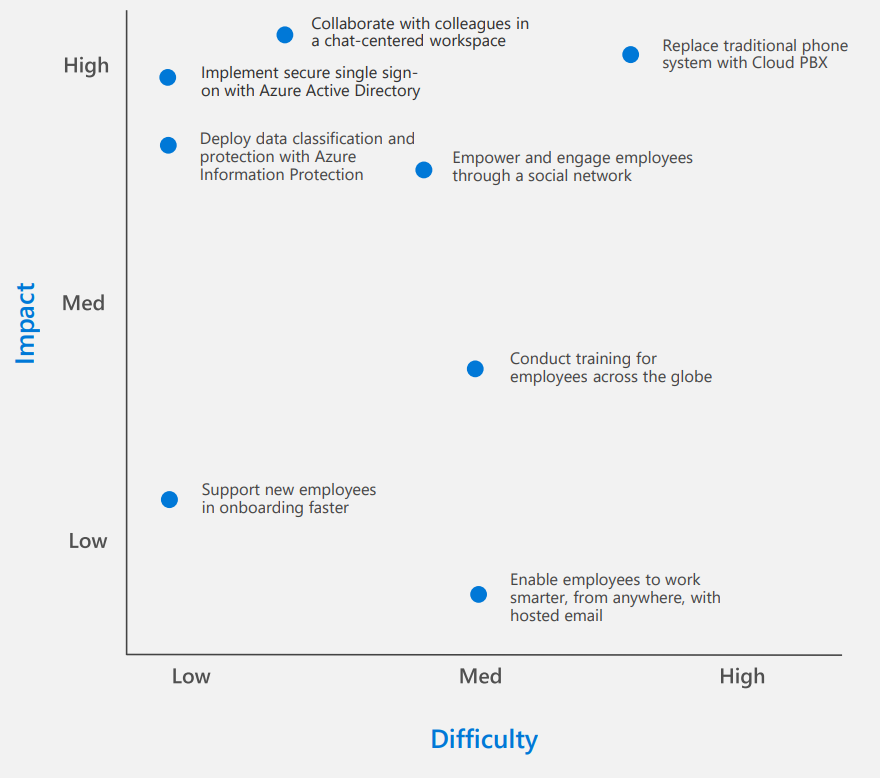 Collaborate with colleagues in
a chat-centered workspace
Replace traditional phone
system with Cloud PBX
High
Implement secure single sign-
on with Azure Active Directory
Deploy data classification and
protection with Azure
Information Protection
Empower and engage employees
through a social network
Impact
Med
Conduct training for
employees across the globe
Support new employees
in onboarding faster
Low
Enable employees to work
smarter, from anywhere, with
hosted email
Low
Med
High
Difficulty